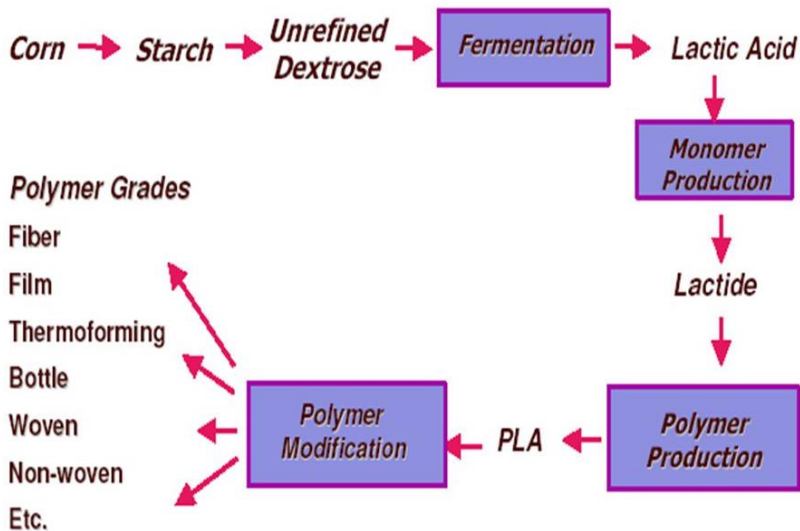 Corn
Starch
Unrefined
Dextrose
Fermentation
Lactic Acid
Monomer
Production
Lactide
Polymer
Production
PLA
Polymer
Modification
Polymer Grades
Fiber
Film
Thermoforming
Bottle
Woven
Non-woven
Etc.